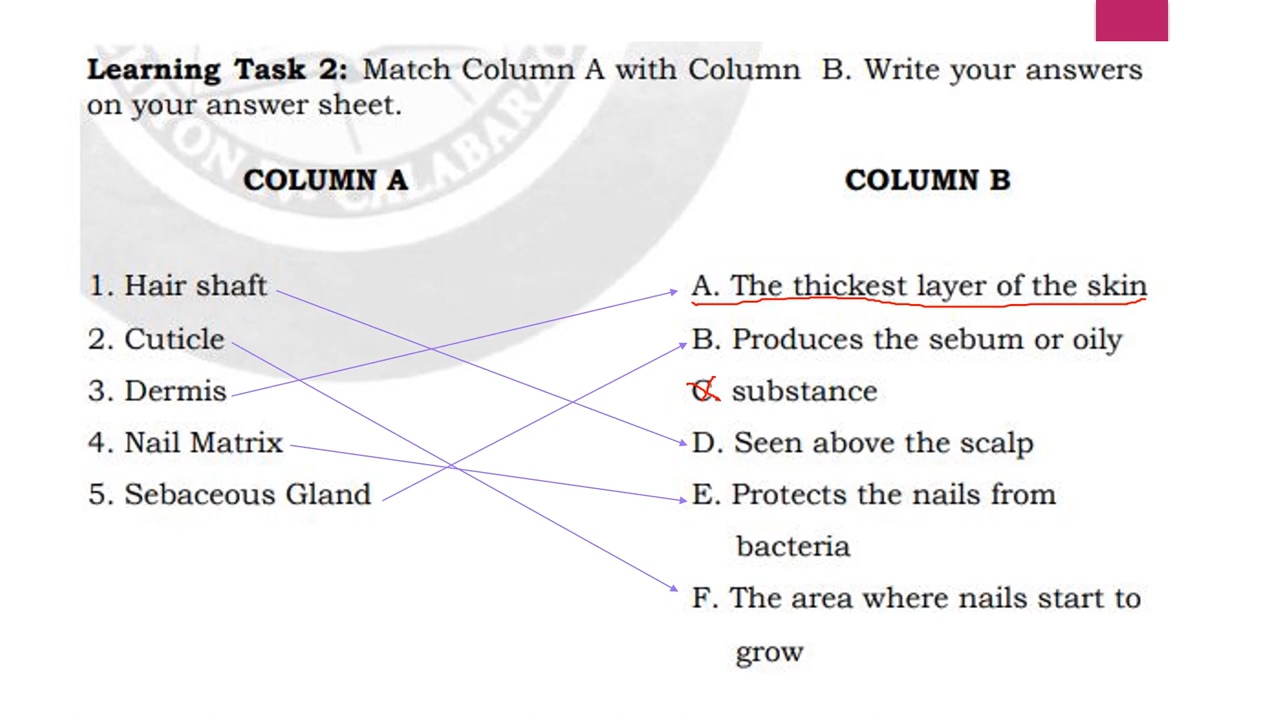 Learning Task 2: Match Column A with Column B. Write your answers
on your answer sheet.
COLUMN A
COLUMN B
1. Hair shaft
2. Cuticle
3. Dermis
4. Nail Matrix
5. Sebaceous Gland
A. The thickest layer of the skin
B. Produces the sebum or oily
C. substance
D. Seen above the scalp
E. Protects the nails from
bacteria
F. The area where nails start to
grow
CALABARZ